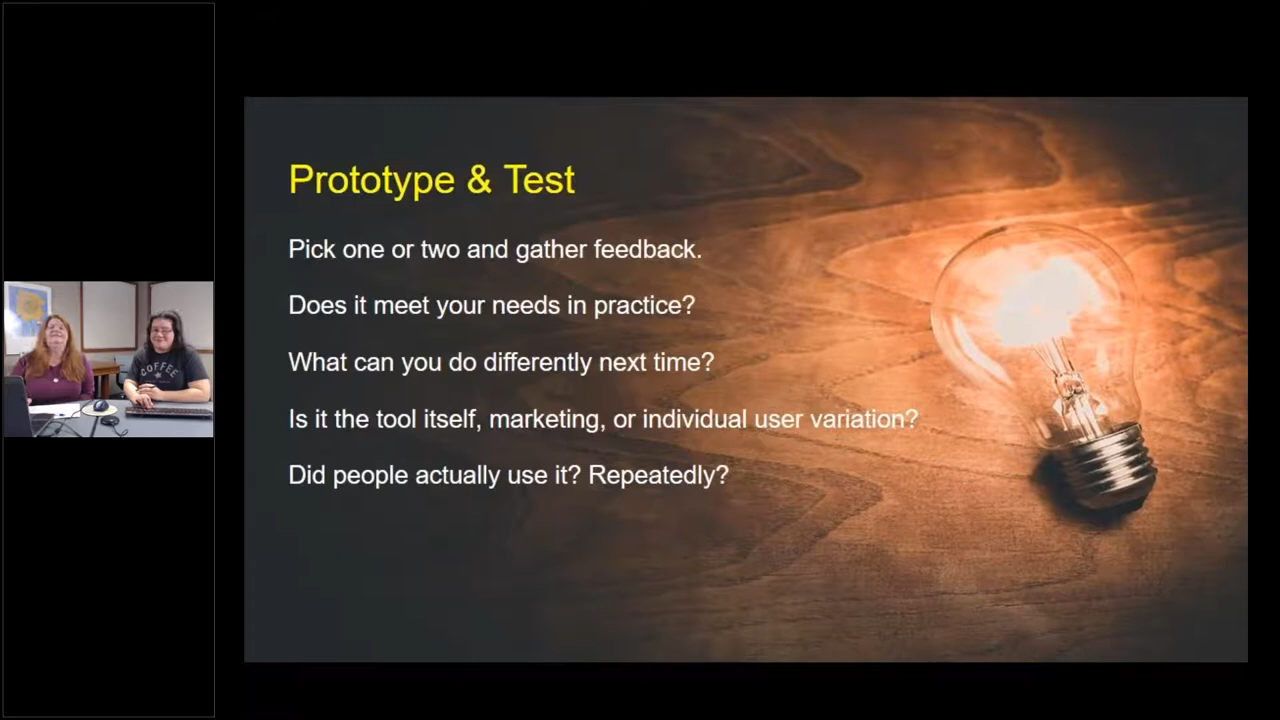 Prototype & Test
Pick one or two and gather feedback.
Does it meet your needs in practice?
What can you do differently next time?
Is it the tool itself, marketing, or individual user variation?
Did people actually use it? Repeatedly?
COFFEE